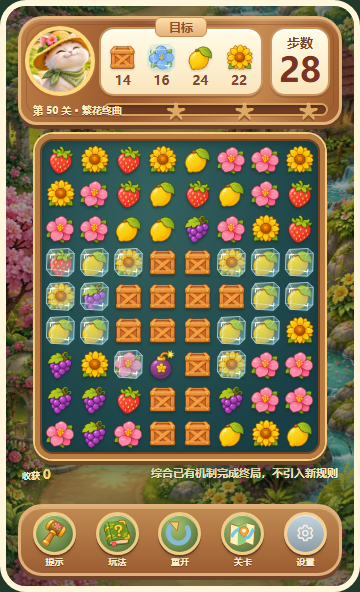 目标
步数
28
14 16 24 22
第 50 关 • 繁花终曲
收获 0
综合已有机制完成终局，不引入新规则
提示 玩法 重开 关卡 设置